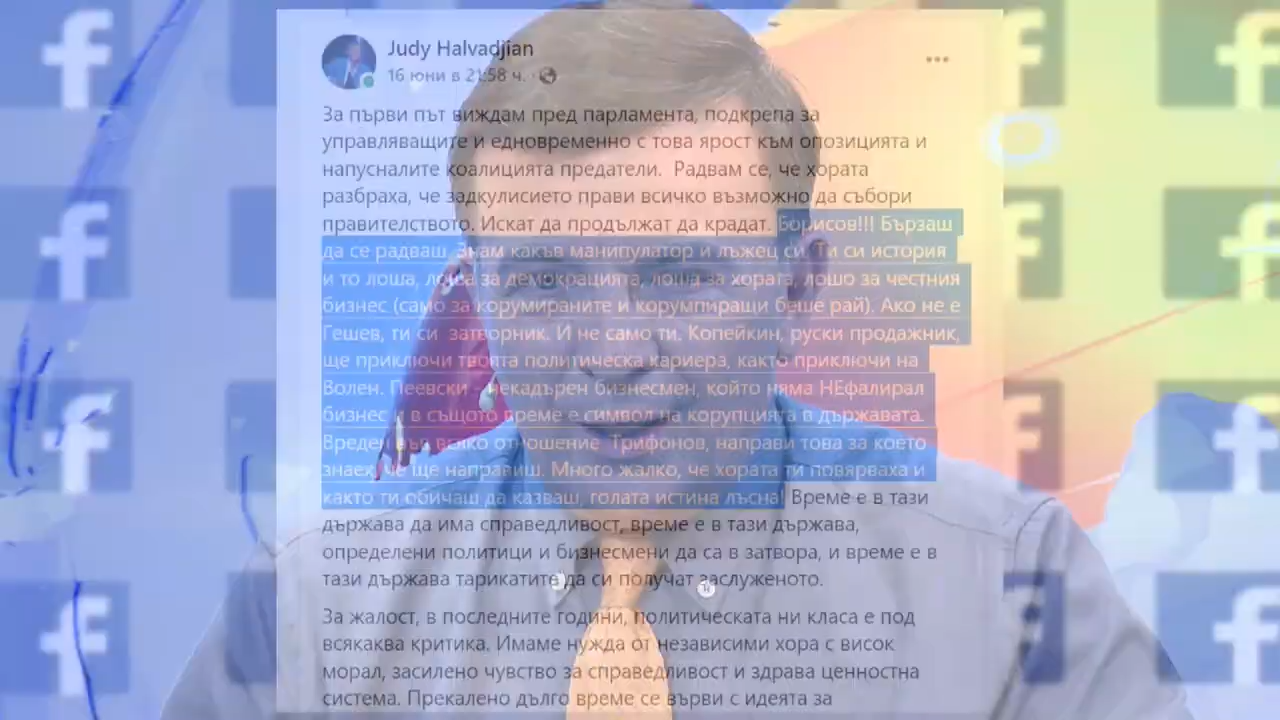 Judy Halvadjian
16 юни в 21:58 ч.
За първи път виждам пред парламента, подкрепа за
управляващите и едновременно с това ярост към опозицията и
напусналите коалицията предатели. Радвам се, че хората
разбраха, че задкулисието прави всичко възможно да събори
правителството. Искат да продължат да крадат. Борисов!!! Бързаш
да се радваш. Знам какъв манипулатор и лъжец си. Ти си история
и то лоша, лоша за демокрацията, лоша за хората, лошо за честния
бизнес (само за корумираните и корумпиращи беше рай). Ако не е
Гешев, ти си затворник. И не само ти. Копейкин, руски продажник,
ще приключи твоята политическа кариерз, както приключи на
Волен. Пеевски - некадърен бизнесмен, който няма НЕфалирал
бизнес и в същото време е символ на корупцията в държавата.
Вреден във всяко отношение. Трифонов, направи това за което
знаех, че ще направиш. Много жалко, че хората ти повярваха и
както ти обичаш да казваш, голата истина лъсна! Време е в тази
държава да има справедливост, време е в тази държава,
определени политици и бизнесмени да са в затвора, и време е в
тази държава тарикатите да си получат заслуженото.
За жалост, в последните години, политическата ни класа е под
всякаква критика. Имаме нужда от независими хора с висок
морал, засилено чувство за справедливост и здрава ценностна
система. Прекалено дълго време се върви с идеята за